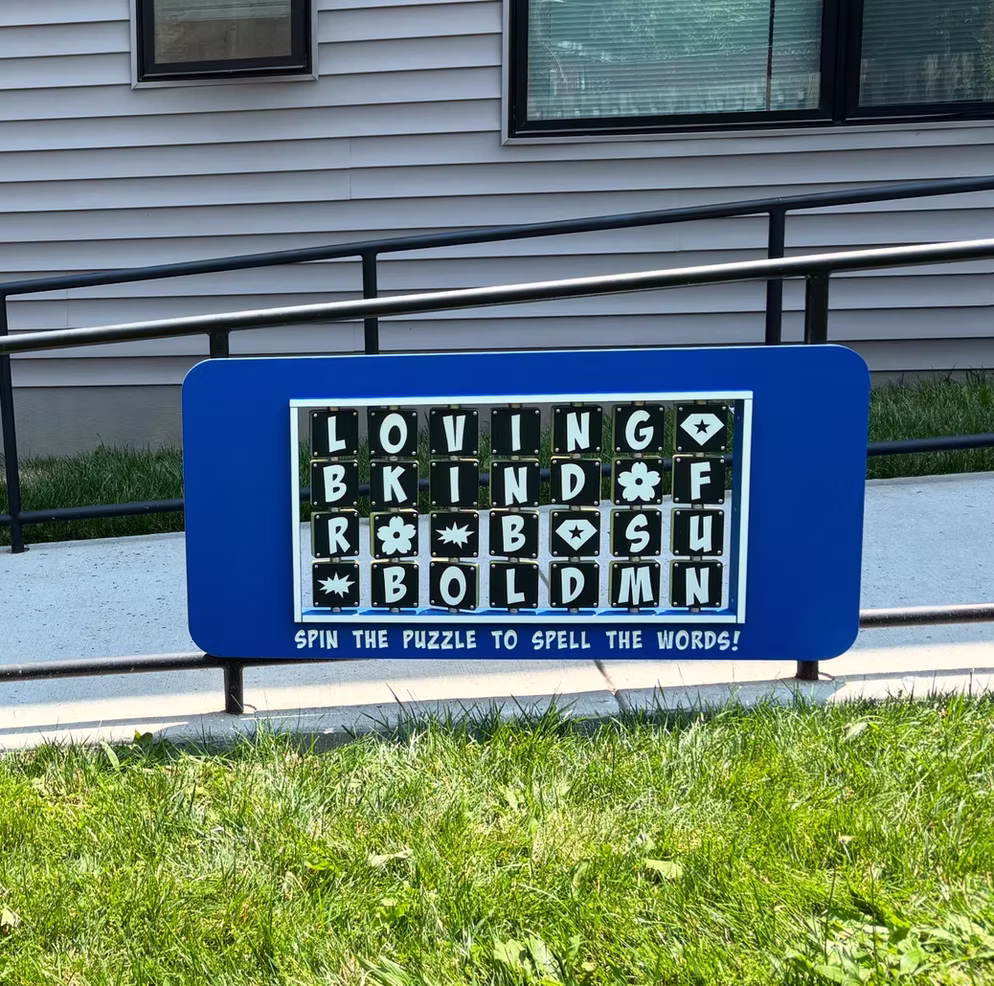 LOVING
BKIND F
R B SU
BOLDMN
SPIN THE PUZZLE TO SPELL THE WORDS!